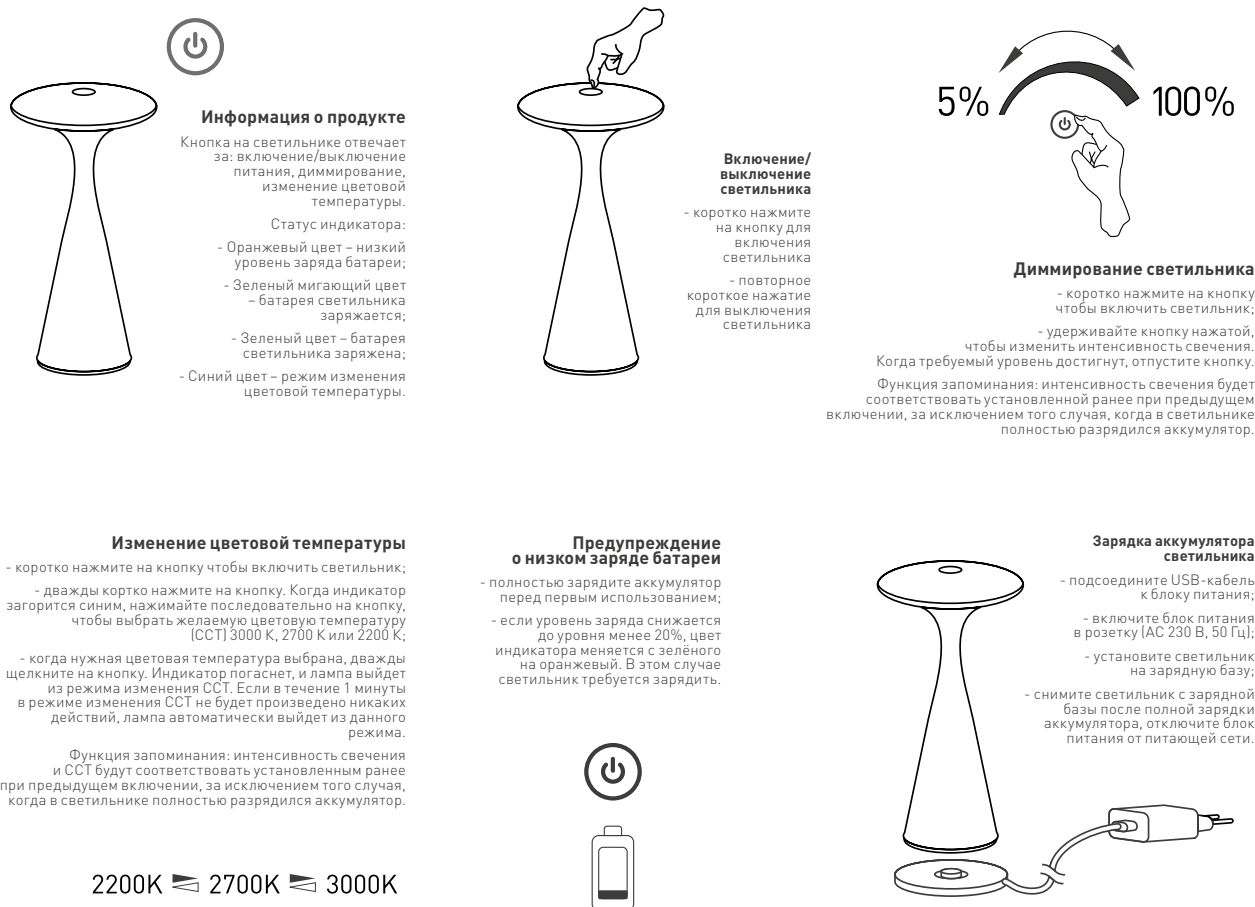 Информация о продукте
Кнопка на светильнике отвечает
за: включение/выключение
питания, диммирование,
изменение цветовой
температуры.
Статус индикатора:
- Оранжевый цвет – низкий
уровень заряда батареи;
- Зеленый мигающий цвет
– батарея светильника
заряжается;
- Зеленый цвет – батарея
светильника заряжена;
- Синий цвет – режим изменения
цветовой температуры.
Включение/
выключение
светильника
- коротко нажмите
на кнопку для
включения
светильника
- повторное
короткое нажатие
для выключения
светильника
5% 100%
Диммирование светильника
- коротко нажмите на кнопку
чтобы включить светильник;
- удерживайте кнопку нажатой,
чтобы изменить интенсивность свечения.
Когда требуемый уровень достигнут, отпустите кнопку.
Функция запоминания: интенсивность свечения будет
соответствовать установленной ранее при предыдущем
включении, за исключением того случая, когда в светильнике
полностью разрядился аккумулятор.
Изменение цветовой температуры
- коротко нажмите на кнопку чтобы включить светильник;
- дважды кортко нажмите на кнопку. Когда индикатор
загорится синим, нажимайте последовательно на кнопку,
чтобы выбрать желаемую цветовую температуру
(ССТ) 3000 К, 2700 К или 2200 К;
- когда нужная цветовая температура выбрана, дважды
щелкните на кнопку. Индикатор погаснет, и лампа выйдет
из режима изменения ССТ. Если в течение 1 минуты
в режиме изменения ССТ не будет произведено никаких
действий, лампа автоматически выйдет из данного
режима.
Функция запоминания: интенсивность свечения
и ССТ будут соответствовать установленным ранее
при предыдущем включении, за исключением того случая,
когда в светильнике полностью разрядился аккумулятор.
2200K 2700K 3000K
Предупреждение
о низком заряде батареи
- полностью зарядите аккумулятор
перед первым использованием;
- если уровень заряда снижается
до уровня менее 20%, цвет
индикатора меняется с зелёного
на оранжевый. В этом случае
светильник требуется зарядить.
Зарядка аккумулятора
светильника
- подсоедините USB-кабель
к блоку питания;
- включите блок питания
в розетку (АС 230 В, 50 Гц);
- установите светильник
на зарядную базу;
- снимите светильник с зарядной
базы после полной зарядки
аккумулятора, отключите блок
питания от питающей сети.